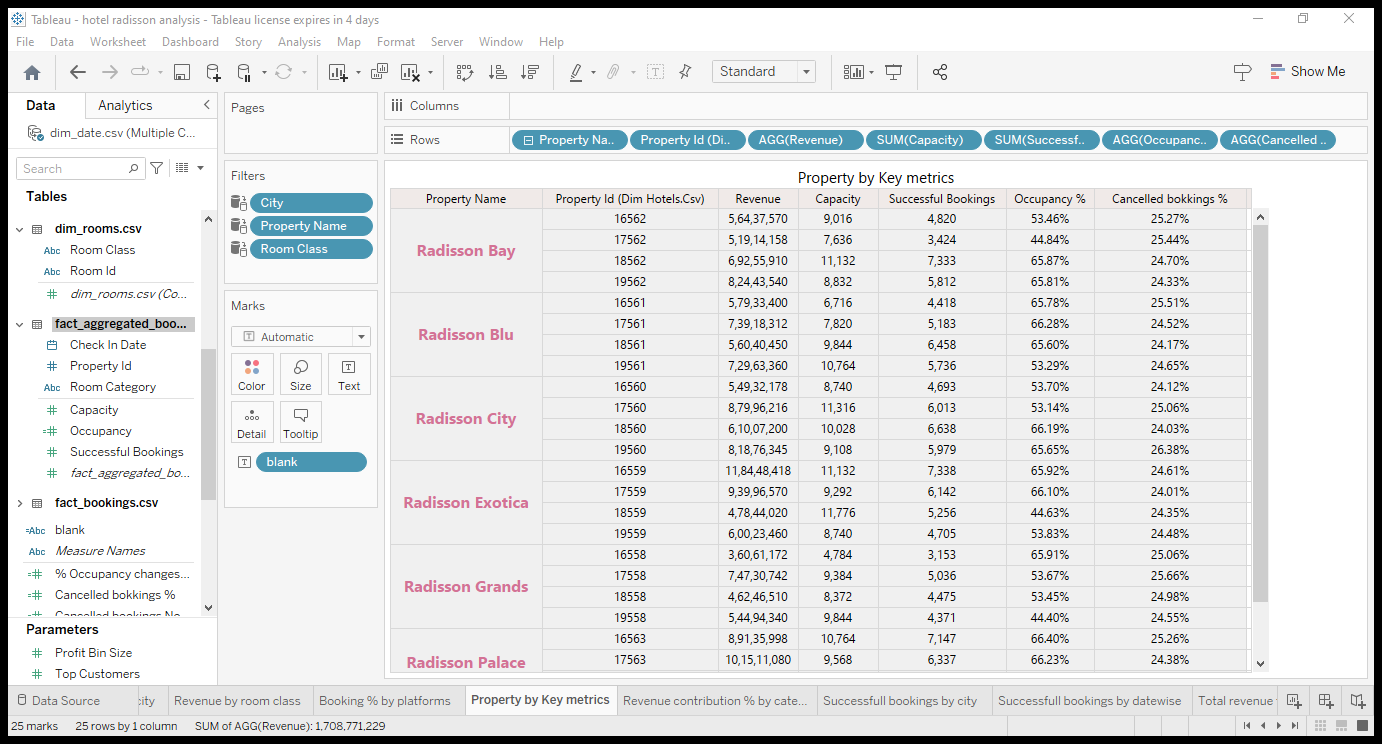 Tableau - hotel radisson analysis - Tableau license expires in 4 days
File Data Worksheet Dashboard Story Analysis Map Format Server Window Help
Standard
Show Me
Data Analytics
dim_date.csv (Multiple C...
Search
Tables
dim_rooms.csv
Abc Room Class
Abc Room Id
dim_rooms.csv (Co...
fact_aggregated_boo...
Check In Date
Property Id
Abc Room Category
Capacity
Occupancy
Successful Bookings
fact_aggregated_bo...
fact_bookings.csv
=Abc blank
Abc Measure Names
% Occupancy changes...
Cancelled bokkings %
Cancelled bookings No
Parameters
Profit Bin Size
Top Customers
Pages
Filters
City
Property Name
Room Class
Marks
T Automatic
Color Size Text
Detail Tooltip
T blank
Columns
Rows Property Na.. Property Id (Di.. AGG(Revenue) SUM(Capacity) SUM(Successf.. AGG(Occupanc.. AGG(Cancelled ..
Property by Key metrics
Property Name Property Id (Dim Hotels.Csv) Revenue Capacity Successful Bookings Occupancy % Cancelled bokkings %
Radisson Bay
16562 5,64,37,570 9,016 4,820 53.46% 25.27%
17562 5,19,14,158 7,636 3,424 44.84% 25.44%
18562 6,92,55,910 11,132 7,333 65.87% 24.70%
19562 8,24,43,540 8,832 5,812 65.81% 24.33%
Radisson Blu
16561 5,79,33,400 6,716 4,418 65.78% 25.51%
17561 7,39,18,312 7,820 5,183 66.28% 24.52%
18561 5,60,40,450 9,844 6,458 65.60% 24.17%
19561 7,29,63,360 10,764 5,736 53.29% 24.65%
Radisson City
16560 5,49,32,178 8,740 4,693 53.70% 24.12%
17560 8,79,96,216 11,316 6,013 53.14% 25.06%
18560 6,10,07,200 10,028 6,638 66.19% 24.03%
19560 8,18,76,345 9,108 5,979 65.65% 26.38%
Radisson Exotica
16559 11,84,48,418 11,132 7,338 65.92% 24.61%
17559 9,39,96,570 9,292 6,142 66.10% 24.01%
18559 4,78,44,020 11,776 5,256 44.63% 24.35%
19559 6,00,23,460 8,740 4,705 53.83% 24.48%
Radisson Grands
16558 3,60,61,172 4,784 3,153 65.91% 25.06%
17558 7,47,30,742 9,384 5,036 53.67% 25.66%
18558 4,62,46,510 8,372 4,475 53.45% 24.98%
19558 5,44,94,340 9,844 4,371 44.40% 24.55%
Radisson Palace
16563 8,91,35,998 10,764 7,147 66.40% 25.26%
17563 10,15,11,080 9,568 6,337 66.23% 24.38%
Data Source city Revenue by room class Booking % by platforms Property by Key metrics Revenue contribution % by cate... Successfull bookings by city Successfull bookings by datewise Total revenue
25 marks 25 rows by 1 column SUM of AGG(Revenue): 1,708,771,229